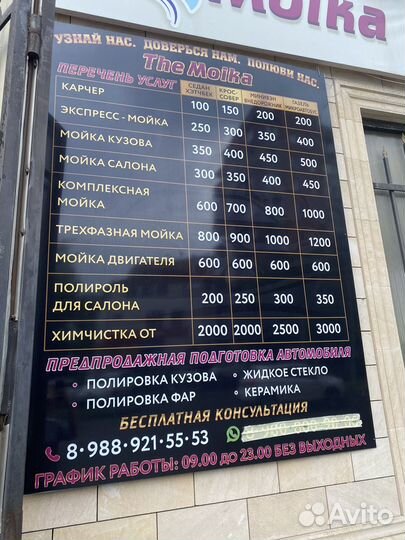 Moika
УЗНАЙ НАС. ДОВЕРЬСЯ НАМ. ПОЛЮБИ НАС.
The Moika
ПЕРЕЧЕНЬ УСЛУГ СЕДАН ХЭТЧБЕК КРОС-СОВЕР МИНИВЭН ВНЕДОРОЖНИК ГАЗЕЛЬ МИКРОАВТОБУС
КАРЧЕР 100 150 200 200
ЭКСПРЕСС - МОЙКА 250 300 350 400
МОЙКА КУЗОВА 350 400 450 500
МОЙКА САЛОНА 300 350 400 450
КОМПЛЕКСНАЯ МОЙКА 600 700 800 1000
ТРЕХФАЗНАЯ МОЙКА 800 900 1000 1200
МОЙКА ДВИГАТЕЛЯ 600 600 600 600
ПОЛИРОЛЬ ДЛЯ САЛОНА 200 250 300 350
ХИМЧИСТКА ОТ 2000 2000 2500 3000
ПРЕДПРОДАЖНАЯ ПОДГОТОВКА АВТОМОБИЛЯ
• ПОЛИРОВКА КУЗОВА • ЖИДКОЕ СТЕКЛО
• ПОЛИРОВКА ФАР • КЕРАМИКА
БЕСПЛАТНАЯ КОНСУЛЬТАЦИЯ
8-988-921-55-53
ГРАФИК РАБОТЫ: 09.00 ДО 23.00 БЕЗ ВЫХОДНЫХ
Avito